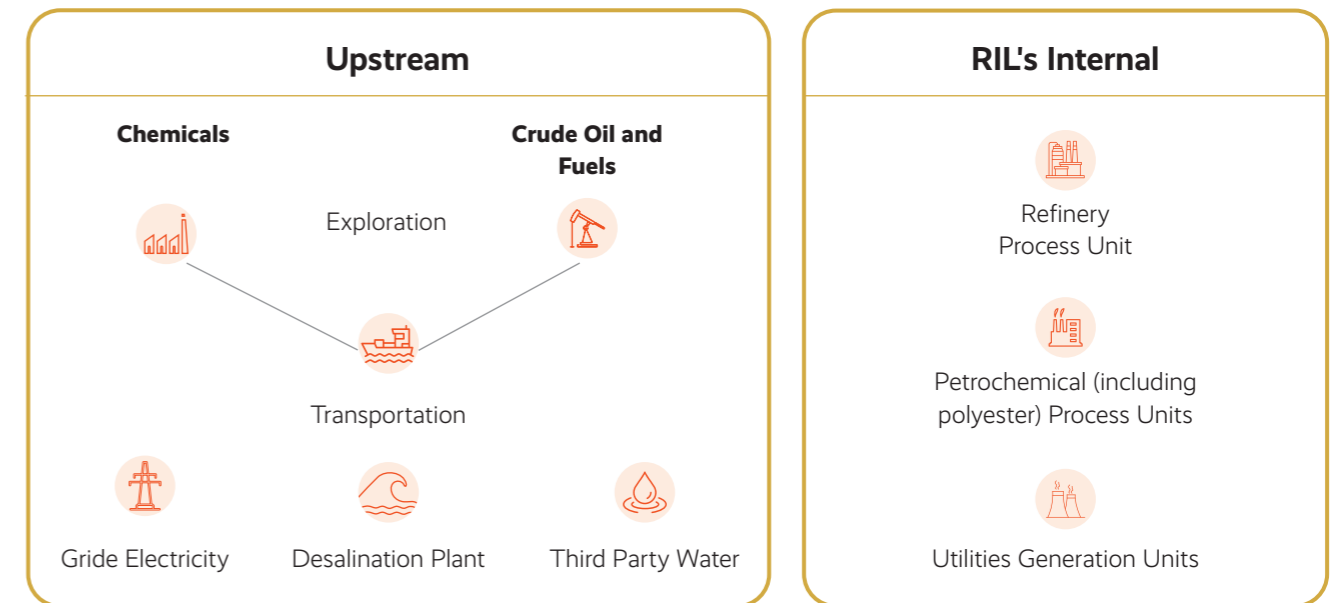 Upstream
Chemicals
Crude Oil and
Fuels
Exploration
Transportation
Gride Electricity
Desalination Plant
Third Party Water
RIL's Internal
Refinery
Process Unit
Petrochemical (including
polyester) Process Units
Utilities Generation Units